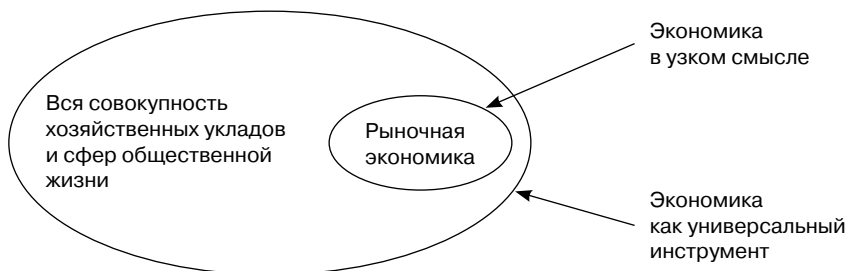 Экономика
в узком смысле
Вся совокупность
хозяйственных укладов
и сфер общественной
жизни
Рыночная
экономика
Экономика
как универсальный
инструмент